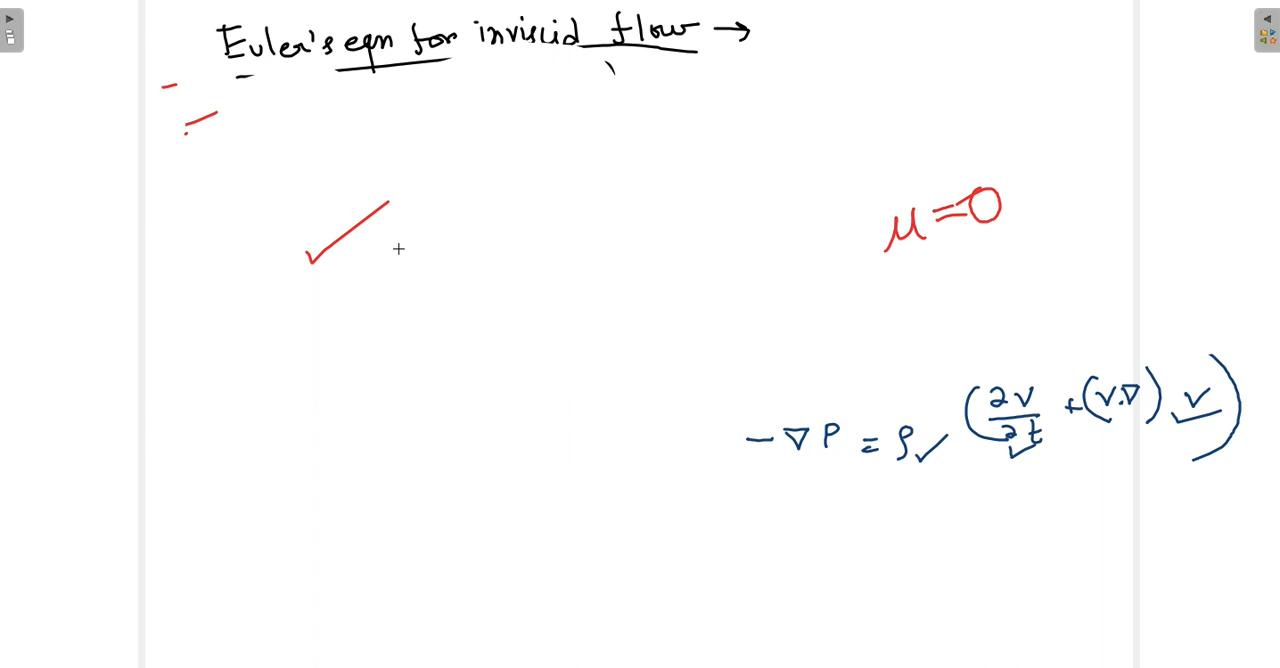 Euler's eqn for inviscid flow →
μ = 0
- ∇ P = ρ (∂v/∂t + (v.∇) v)